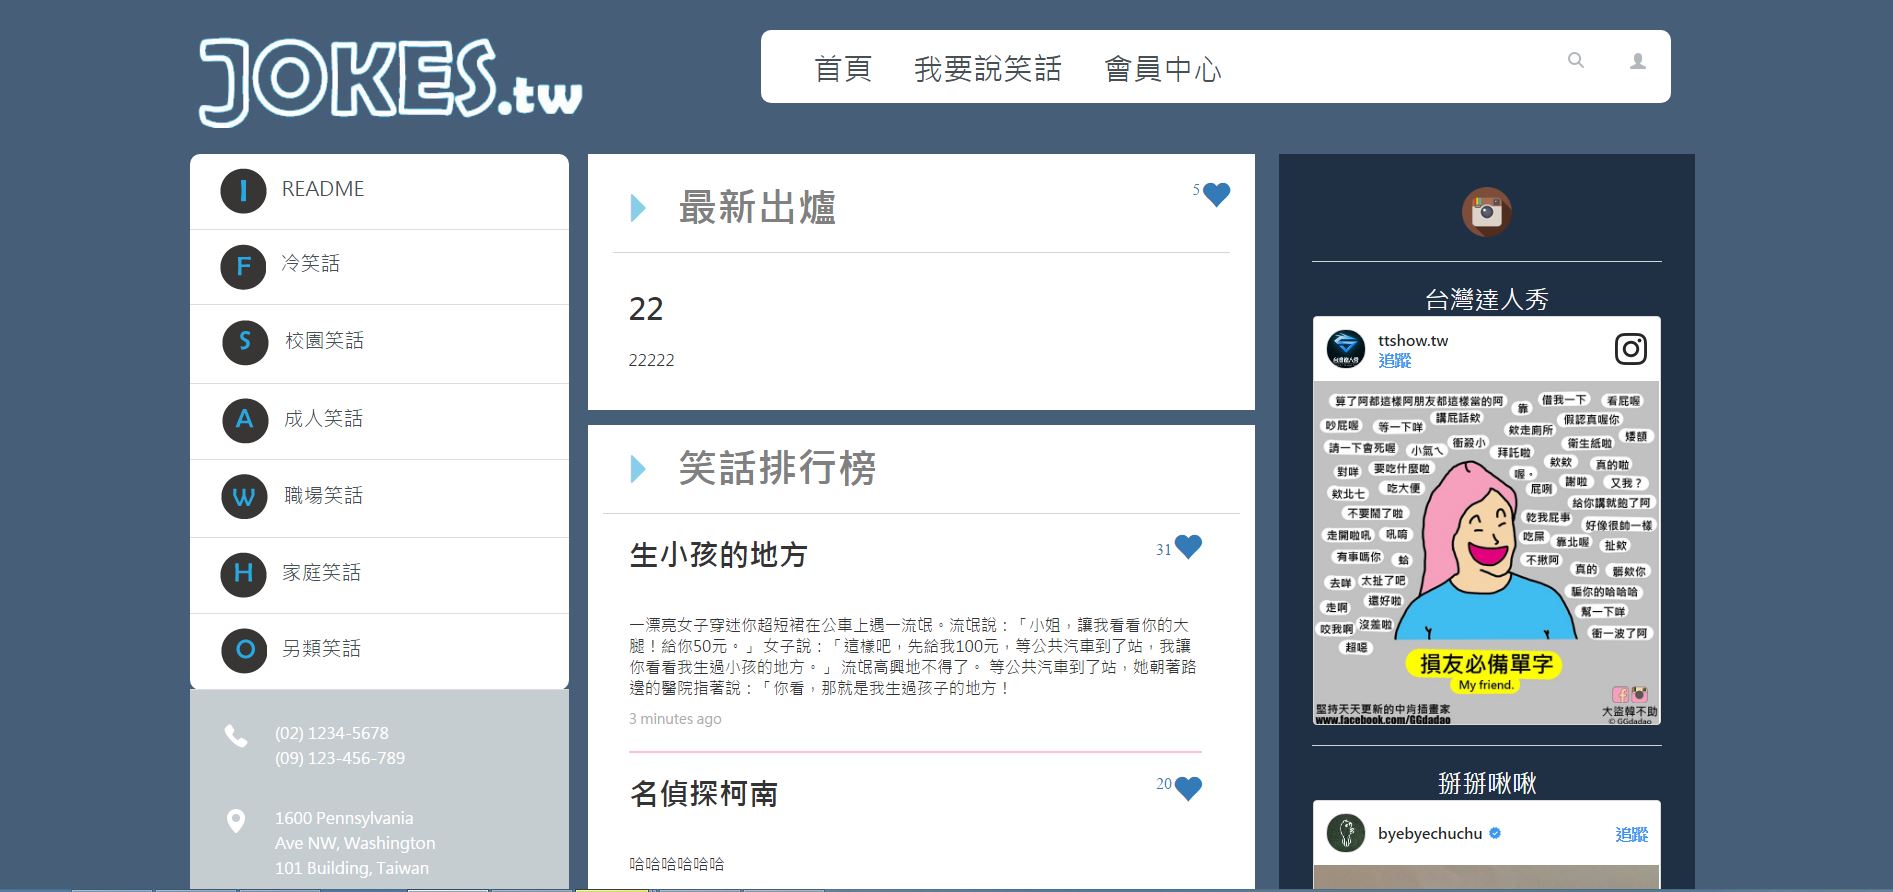 JOKES.tw
首頁
我要說笑話
會員中心
I
README
F
冷笑話
S
校園笑話
A
成人笑話
W
職場笑話
H
家庭笑話
O
另類笑話
(02) 1234-5678
(09) 123-456-789
1600 Pennsylvania
Ave NW, Washington
101 Building, Taiwan
最新出爐
5
22
22222
笑話排行榜
生小孩的地方
31
一漂亮女子穿迷你超短裙在公車上遇一流氓。流氓說：「小姐，讓我看看你的大
腿！給你50元。」 女子說：「這樣吧，先給我100元，等公共汽車到了站，我讓
你看看我生過小孩的地方。」 流氓高興地不得了。 等公共汽車到了站，她朝著路
邊的醫院指著說：「你看，那就是我生過孩子的地方！
3 minutes ago
名偵探柯南
20
哈哈哈哈哈哈
台灣達人秀
ttshow.tw
追蹤
算了阿都這樣阿朋友都這樣當的阿
靠
借我一下
看屁喔
吵屁喔
等一下咩
講屁話欸
欸走廁所
假認真喔你
請一下會死喔
小氣ㄟ
衝殺小
拜託啦
衛生紙啦
矮額
對咩
要吃什麼啦
喔。
欸欸
真的啦
欸北七
吃大便
屁咧
謝啦
又我？
不要鬧了啦
給你講就飽了阿
走開啦吼
吼唷
乾我屁事
好像很帥一樣
有事嗎你
蛤
吃屎
靠北喔
扯欸
去咩
太扯了吧
不揪阿
真的
髒欸你
走啊
還好啦
騙你的哈哈哈
咬我啊
沒差啦
幫一下咩
超噁
衝一波了阿
損友必備單字
My friend.
堅持天天更新的中肯插畫家
www.facebook.com/GGdadao
大盜韓不助
© GGdadao
掰掰啾啾
byebyechuchu
追蹤